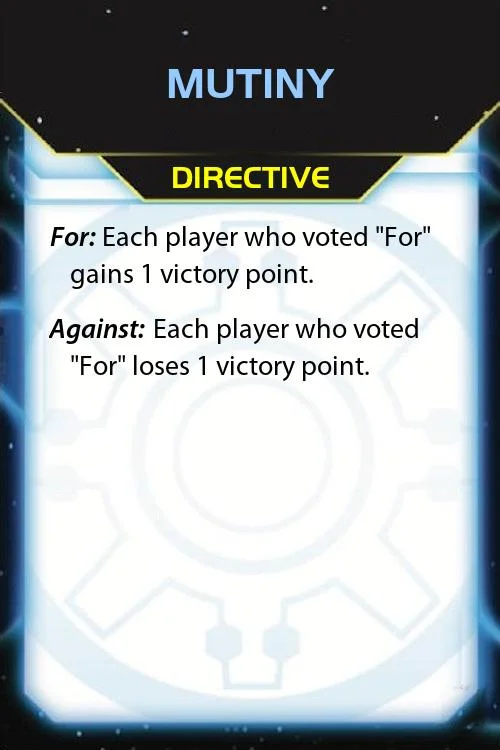 MUTINY
DIRECTIVE
For: Each player who voted "For"
gains 1 victory point.
Against: Each player who voted
"For" loses 1 victory point.